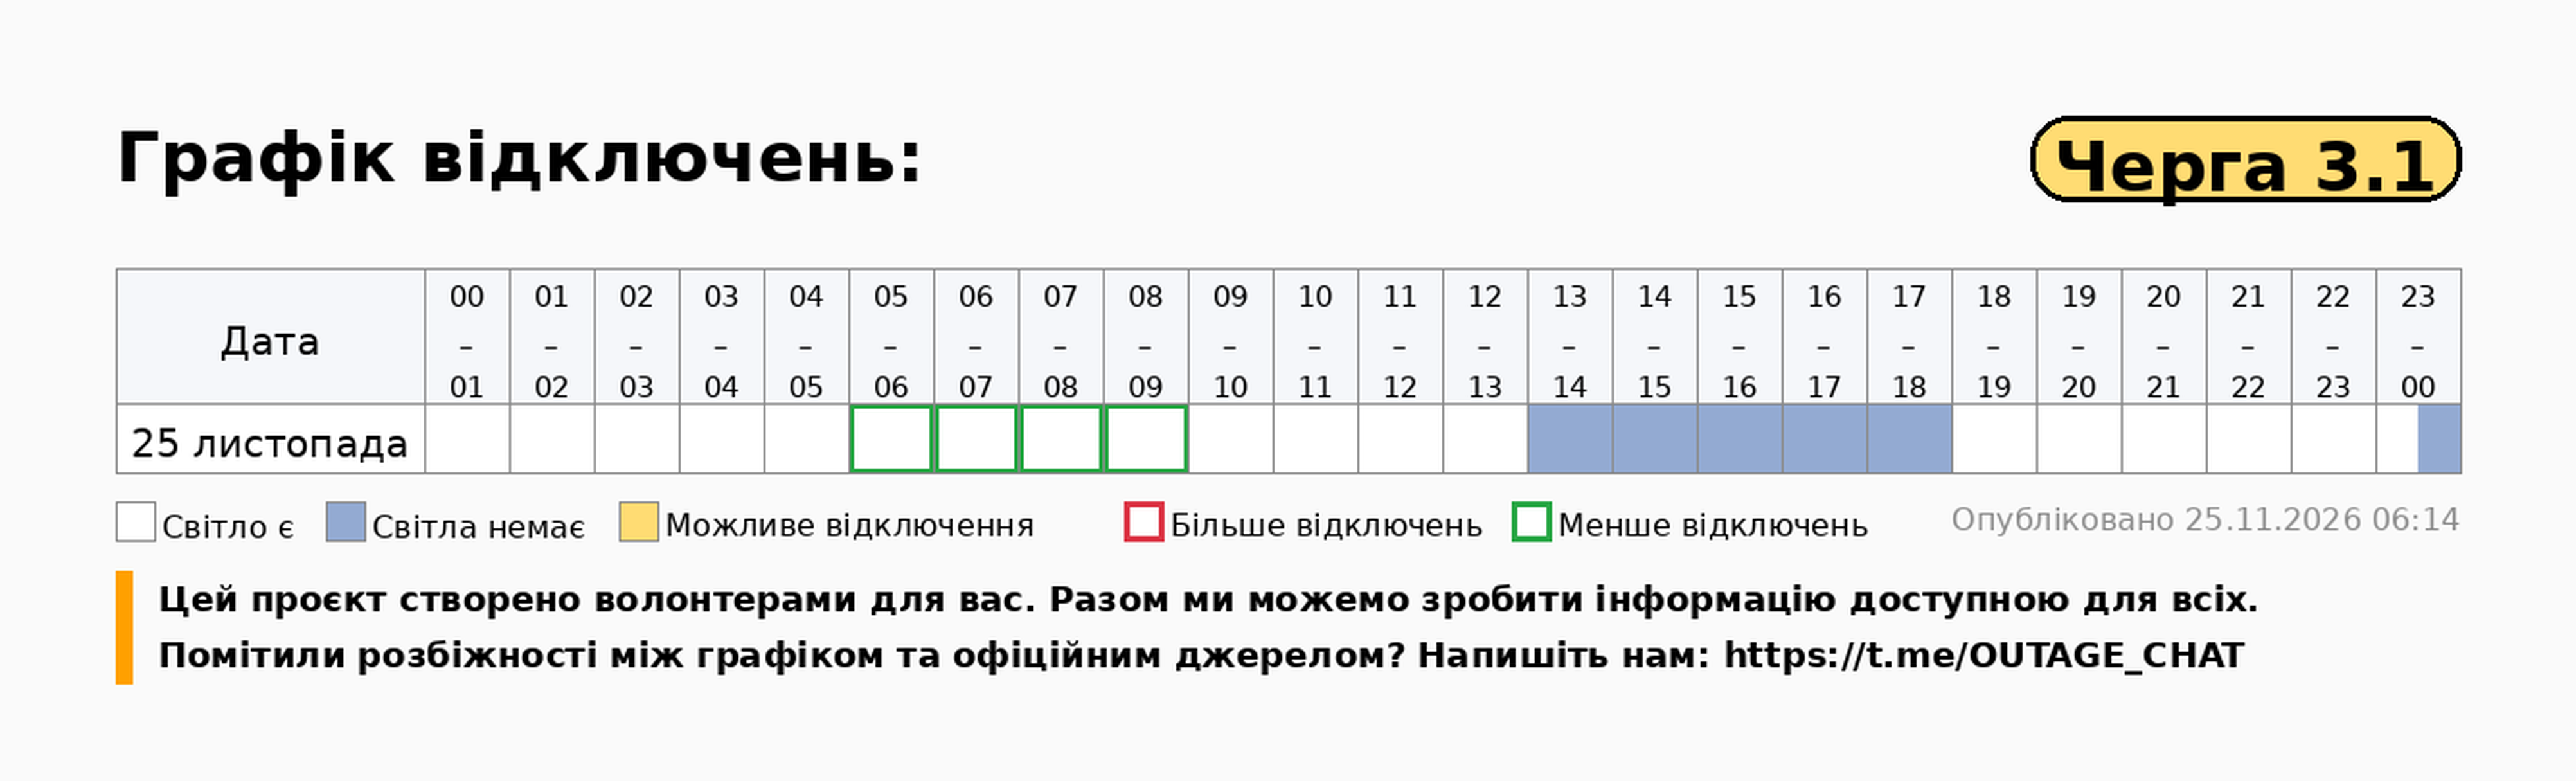 Графік відключень:
Черга 3.1
Дата 00–01 01–02 02–03 03–04 04–05 05–06 06–07 07–08 08–09 09–10 10–11 11–12 12–13 13–14 14–15 15–16 16–17 17–18 18–19 19–20 20–21 21–22 22–23 23–00
25 листопада
Світло є Світла немає Можливе відключення Більше відключень Менше відключень Опубліковано 25.11.2026 06:14
Цей проєкт створено волонтерами для вас. Разом ми можемо зробити інформацію доступною для всіх.
Помітили розбіжності між графіком та офіційним джерелом? Напишіть нам: https://t.me/OUTAGE_CHAT